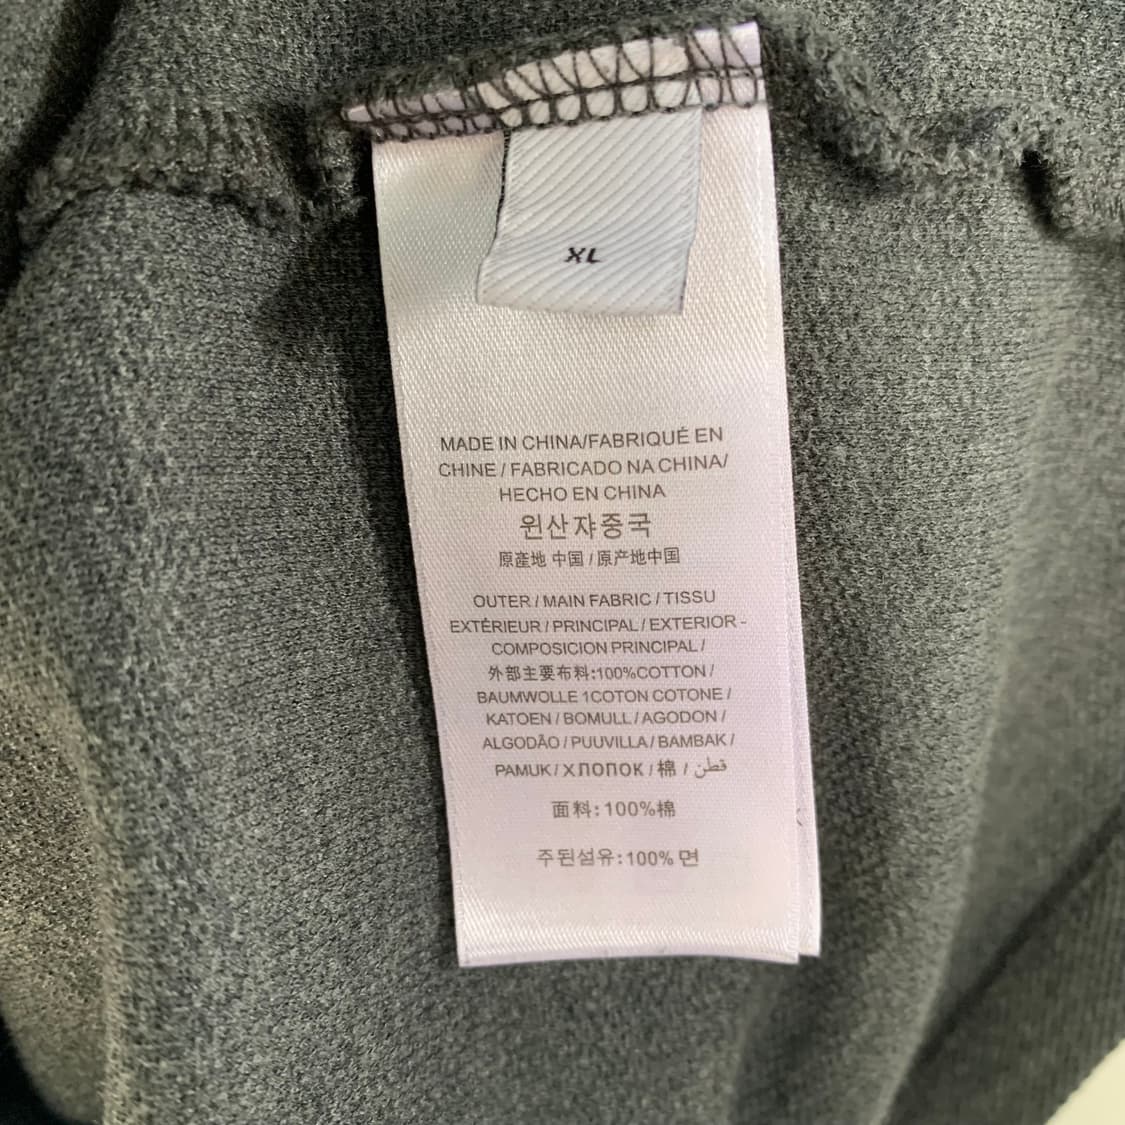 XL
MADE IN CHINA/FABRIQUÉ EN
CHINE / FABRICADO NA CHINA/
HECHO EN CHINA
윈산쟈중국
原產地 中国 / 原产地中国
OUTER / MAIN FABRIC / TISSU
EXTÉRIEUR / PRINCIPAL / EXTERIOR -
COMPOSICION PRINCIPAL /
外部主要布料:100%COTTON /
BAUMWOLLE 1COTON COTONE /
KATOEN / BOMULL / AGODON /
ALGODÃO / PUUVILLA / BAMBAK /
PAMUK / ХЛОПОК / 棉 / قطن
面料: 100%棉
주된섬유: 100% 면